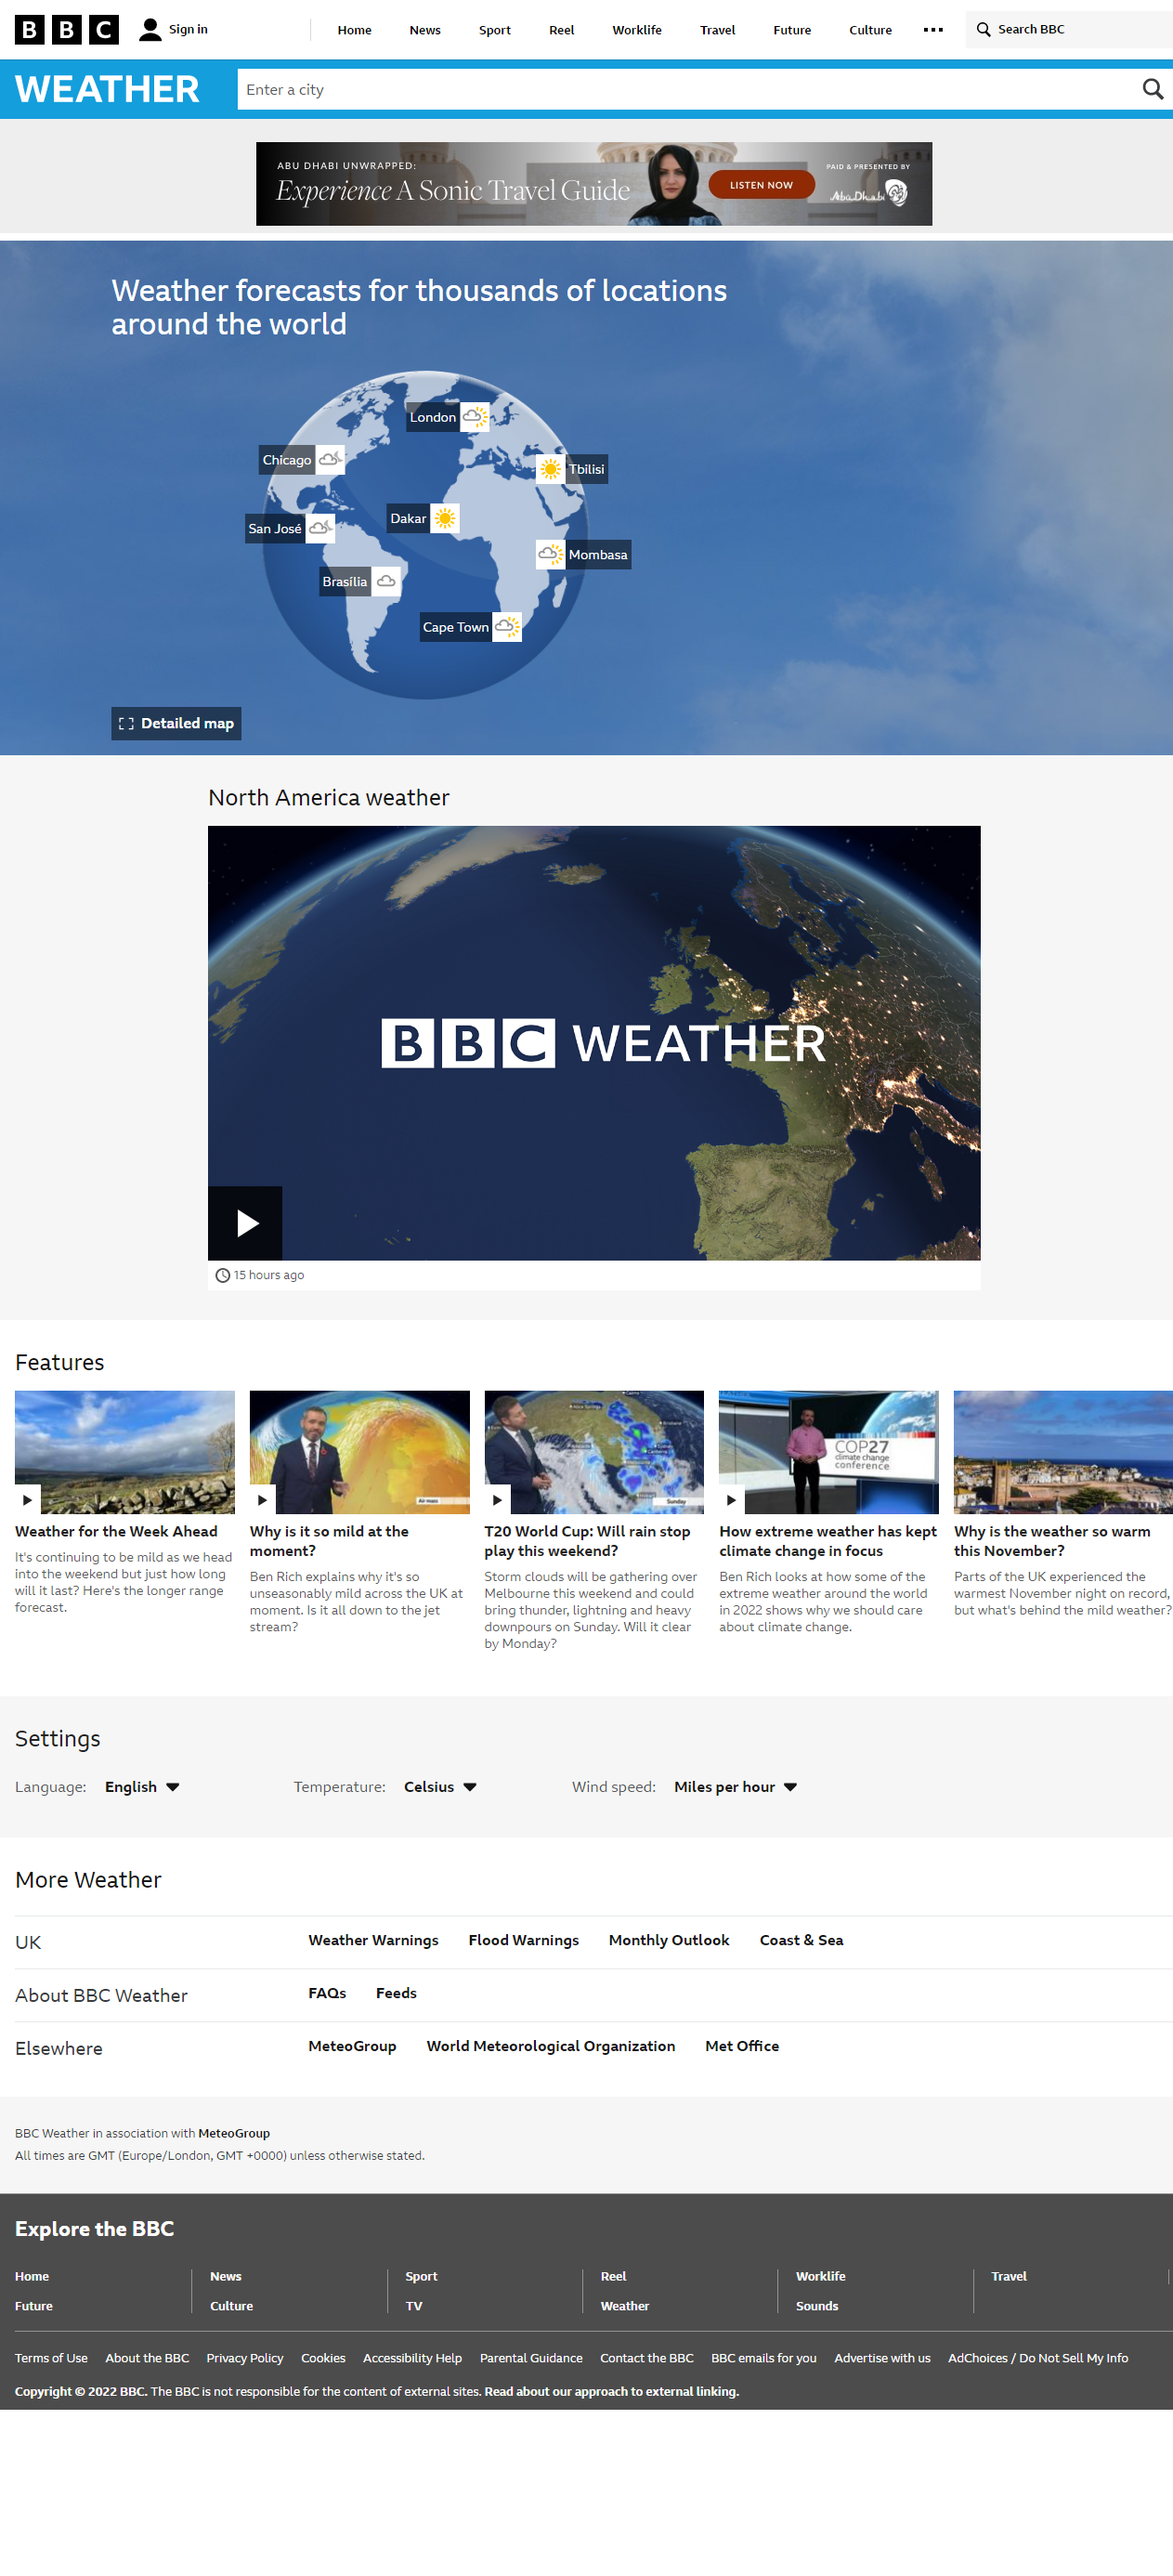 BBC
Sign in
Home News Sport Reel Worklife Travel Future Culture
Search BBC
WEATHER
Enter a city
ABU DHABI UNWRAPPED:
Experience A Sonic Travel Guide
LISTEN NOW
PAID & PRESENTED BY
Abu Dhabi
Weather forecasts for thousands of locations
around the world
London
Chicago
Tbilisi
Dakar
San José
Mombasa
Brasília
Cape Town
Detailed map
North America weather
BBC WEATHER
15 hours ago
Features
COP27
climate change
conference
Sunday
Weather for the Week Ahead
It's continuing to be mild as we head
into the weekend but just how long
will it last? Here's the longer range
forecast.
Why is it so mild at the
moment?
Ben Rich explains why it's so
unseasonably mild across the UK at
moment. Is it all down to the jet
stream?
T20 World Cup: Will rain stop
play this weekend?
Storm clouds will be gathering over
Melbourne this weekend and could
bring thunder, lightning and heavy
downpours on Sunday. Will it clear
by Monday?
How extreme weather has kept
climate change in focus
Ben Rich looks at how some of the
extreme weather around the world
in 2022 shows why we should care
about climate change.
Why is the weather so warm
this November?
Parts of the UK experienced the
warmest November night on record,
but what's behind the mild weather?
Settings
Language: English Temperature: Celsius Wind speed: Miles per hour
More Weather
UK Weather Warnings Flood Warnings Monthly Outlook Coast & Sea
About BBC Weather FAQs Feeds
Elsewhere MeteoGroup World Meteorological Organization Met Office
BBC Weather in association with MeteoGroup
All times are GMT (Europe/London, GMT +0000) unless otherwise stated.
Explore the BBC
Home News Sport Reel Worklife Travel
Future Culture TV Weather Sounds
Terms of Use About the BBC Privacy Policy Cookies Accessibility Help Parental Guidance Contact the BBC BBC emails for you Advertise with us AdChoices / Do Not Sell My Info
Copyright © 2022 BBC. The BBC is not responsible for the content of external sites. Read about our approach to external linking.